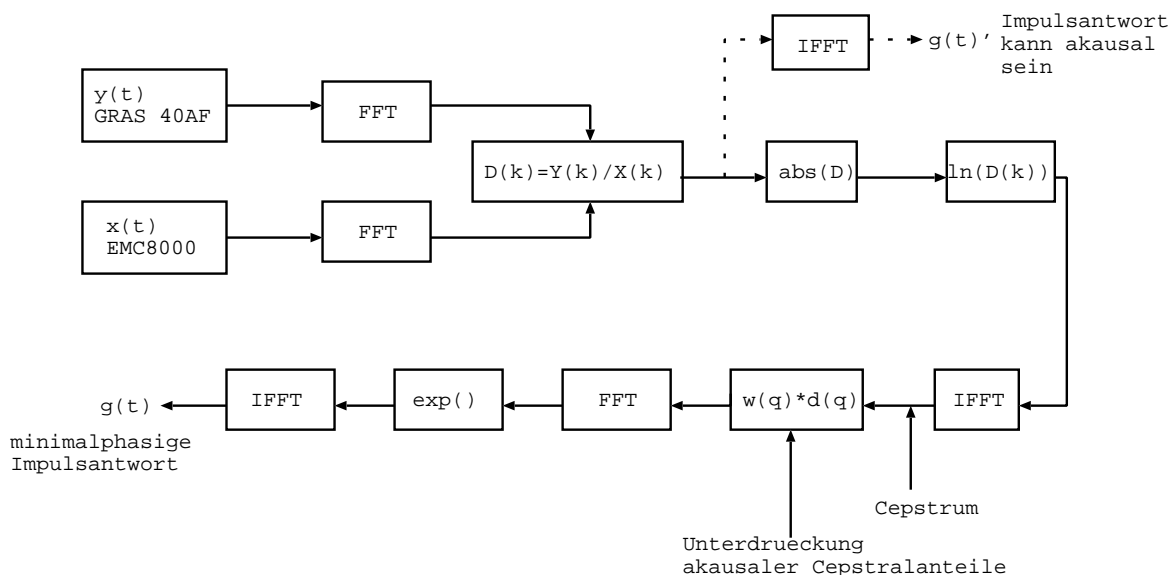 IFFT
g(t)’
Impulsantwort
kann akausal
sein
y(t)
GRAS 40AF
FFT
D(k)=Y(k)/X(k)
abs(D)
ln(D(k))
x(t)
EMC8000
FFT
g(t)
IFFT
exp()
FFT
w(q)*d(q)
IFFT
minimalphasige
Impulsantwort
Cepstrum
Unterdrueckung
akausaler Cepstralanteile